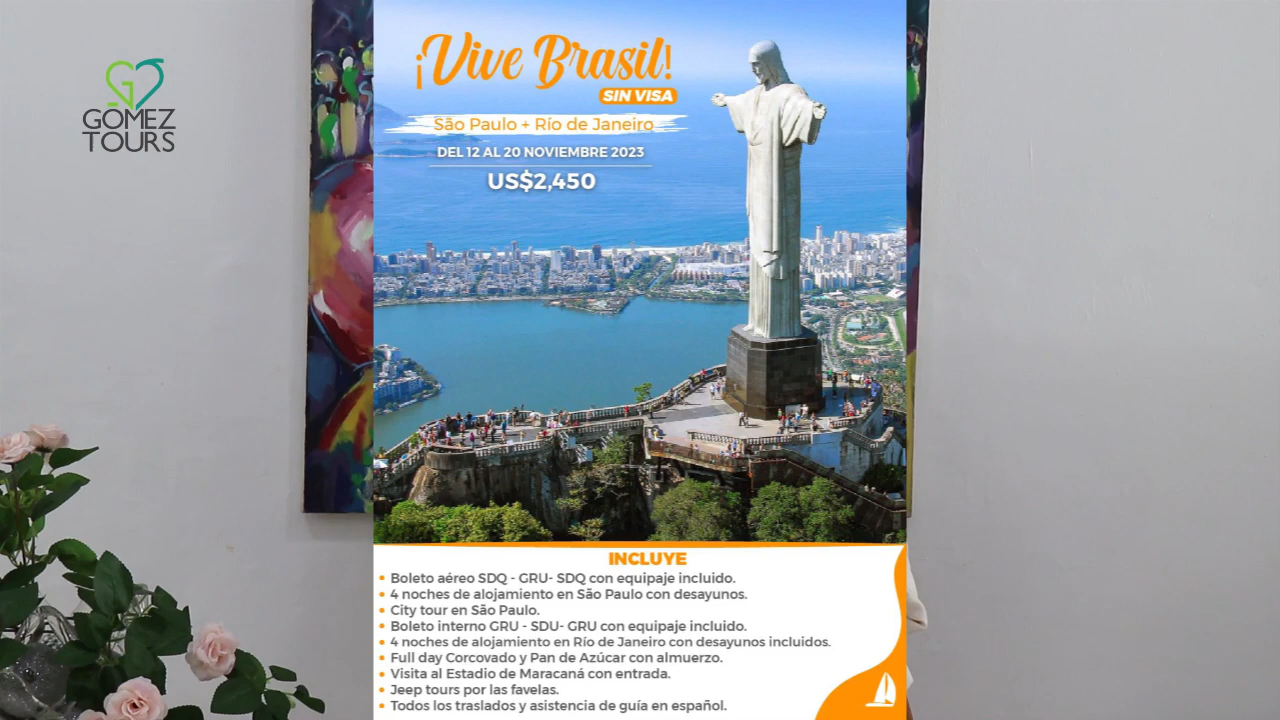 GÓMEZ
TOURS
¡Vive Brasil!
SIN VISA
São Paulo + Río de Janeiro
DEL 12 AL 20 NOVIEMBRE 2023
US$2,450
INCLUYE
• Boleto aéreo SDQ - GRU- SDQ con equipaje incluido.
• 4 noches de alojamiento en São Paulo con desayunos.
• City tour en São Paulo.
• Boleto interno GRU - SDU- GRU con equipaje incluido.
• 4 noches de alojamiento en Río de Janeiro con desayunos incluidos.
• Full day Corcovado y Pan de Azúcar con almuerzo.
• Visita al Estadio de Maracaná con entrada.
• Jeep tours por las favelas.
• Todos los traslados y asistencia de guía en español.